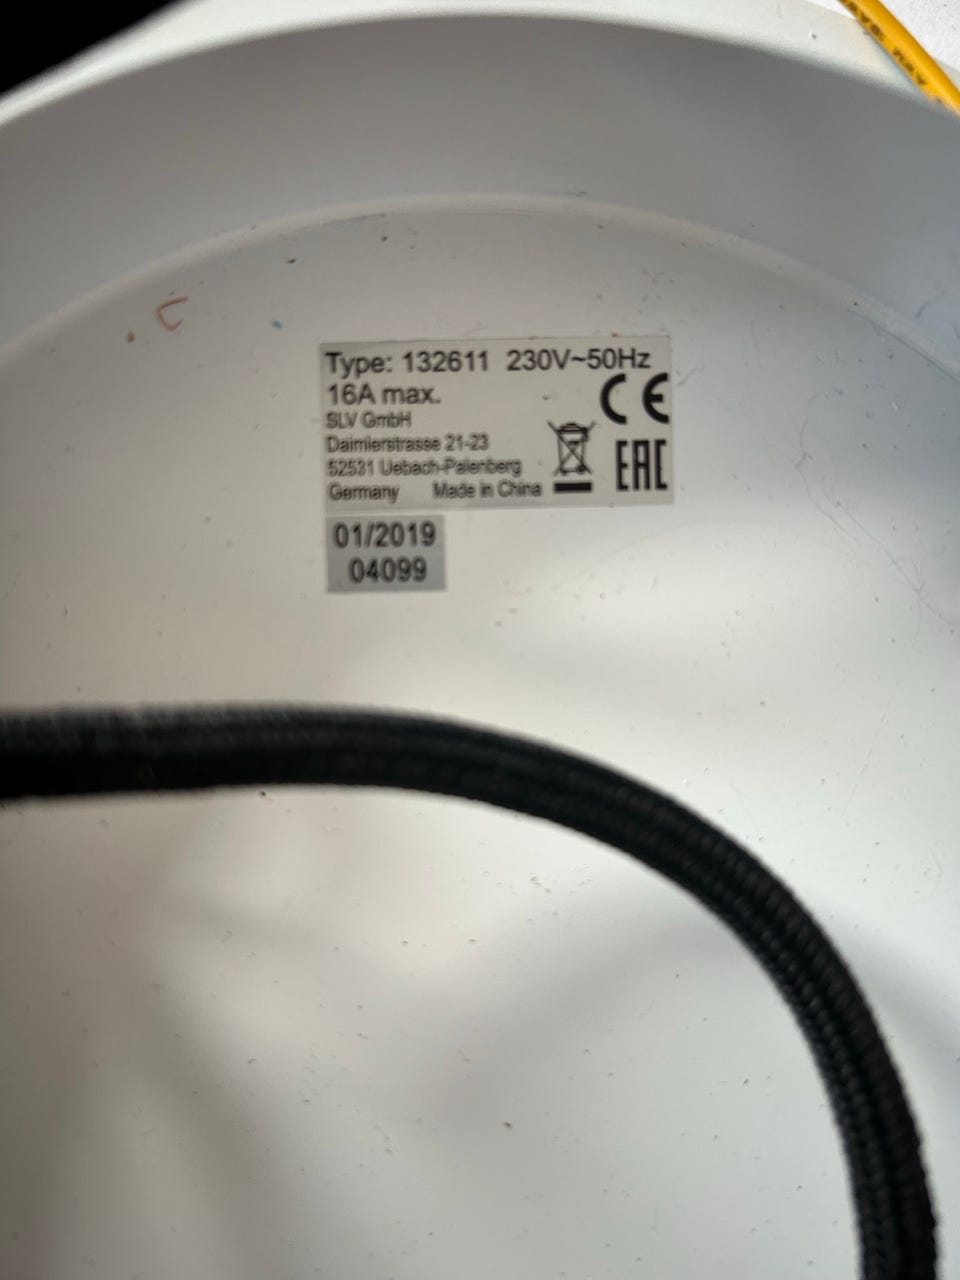 Type: 132611 230V~50Hz
16A max.
CE
SLV GmbH
Daimlerstrasse 21-23
52531 Uebach-Palenberg
EAC
Germany Made in China
01/2019
04099